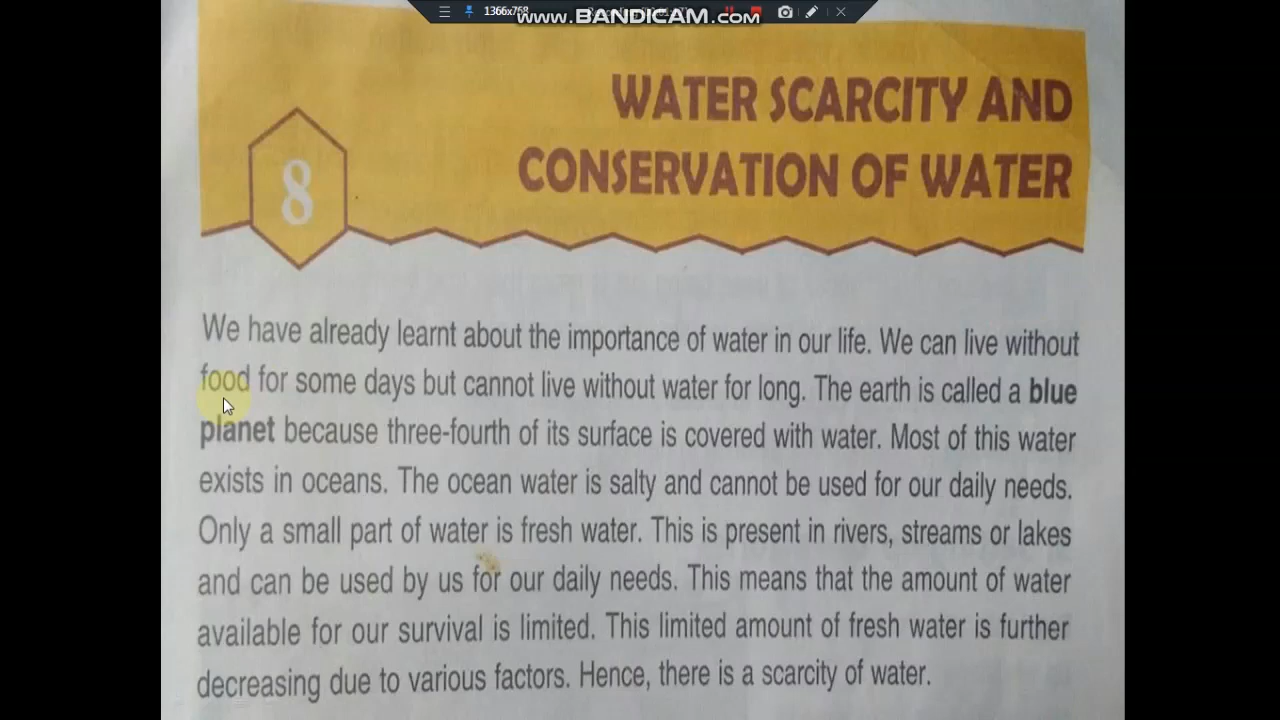 1366x768
www.BANDICAM.com
WATER SCARCITY AND
CONSERVATION OF WATER
8
We have already learnt about the importance of water in our life. We can live without
food for some days but cannot live without water for long. The earth is called a blue
planet because three-fourth of its surface is covered with water. Most of this water
exists in oceans. The ocean water is salty and cannot be used for our daily needs.
Only a small part of water is fresh water. This is present in rivers, streams or lakes
and can be used by us for our daily needs. This means that the amount of water
available for our survival is limited. This limited amount of fresh water is further
decreasing due to various factors. Hence, there is a scarcity of water.